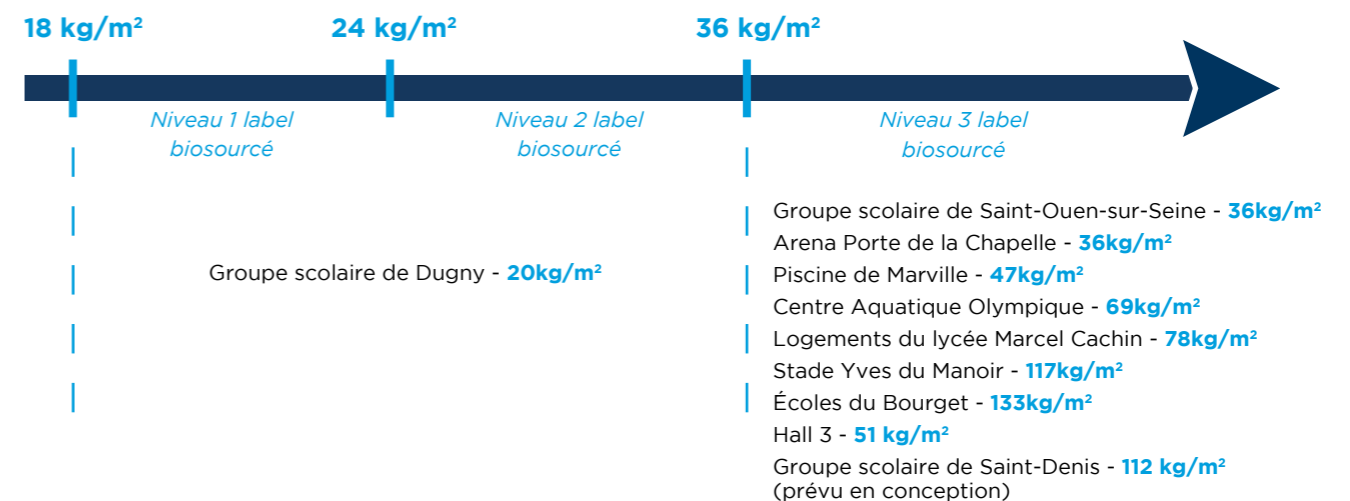 18 kg/m² 24 kg/m² 36 kg/m²
Niveau 1 label
biosourcé
Niveau 2 label
biosourcé
Niveau 3 label
biosourcé
Groupe scolaire de Dugny - 20kg/m²
Groupe scolaire de Saint-Ouen-sur-Seine - 36kg/m²
Arena Porte de la Chapelle - 36kg/m²
Piscine de Marville - 47kg/m²
Centre Aquatique Olympique - 69kg/m²
Logements du lycée Marcel Cachin - 78kg/m²
Stade Yves du Manoir - 117kg/m²
Écoles du Bourget - 133kg/m²
Hall 3 - 51 kg/m²
Groupe scolaire de Saint-Denis - 112 kg/m²
(prévu en conception)